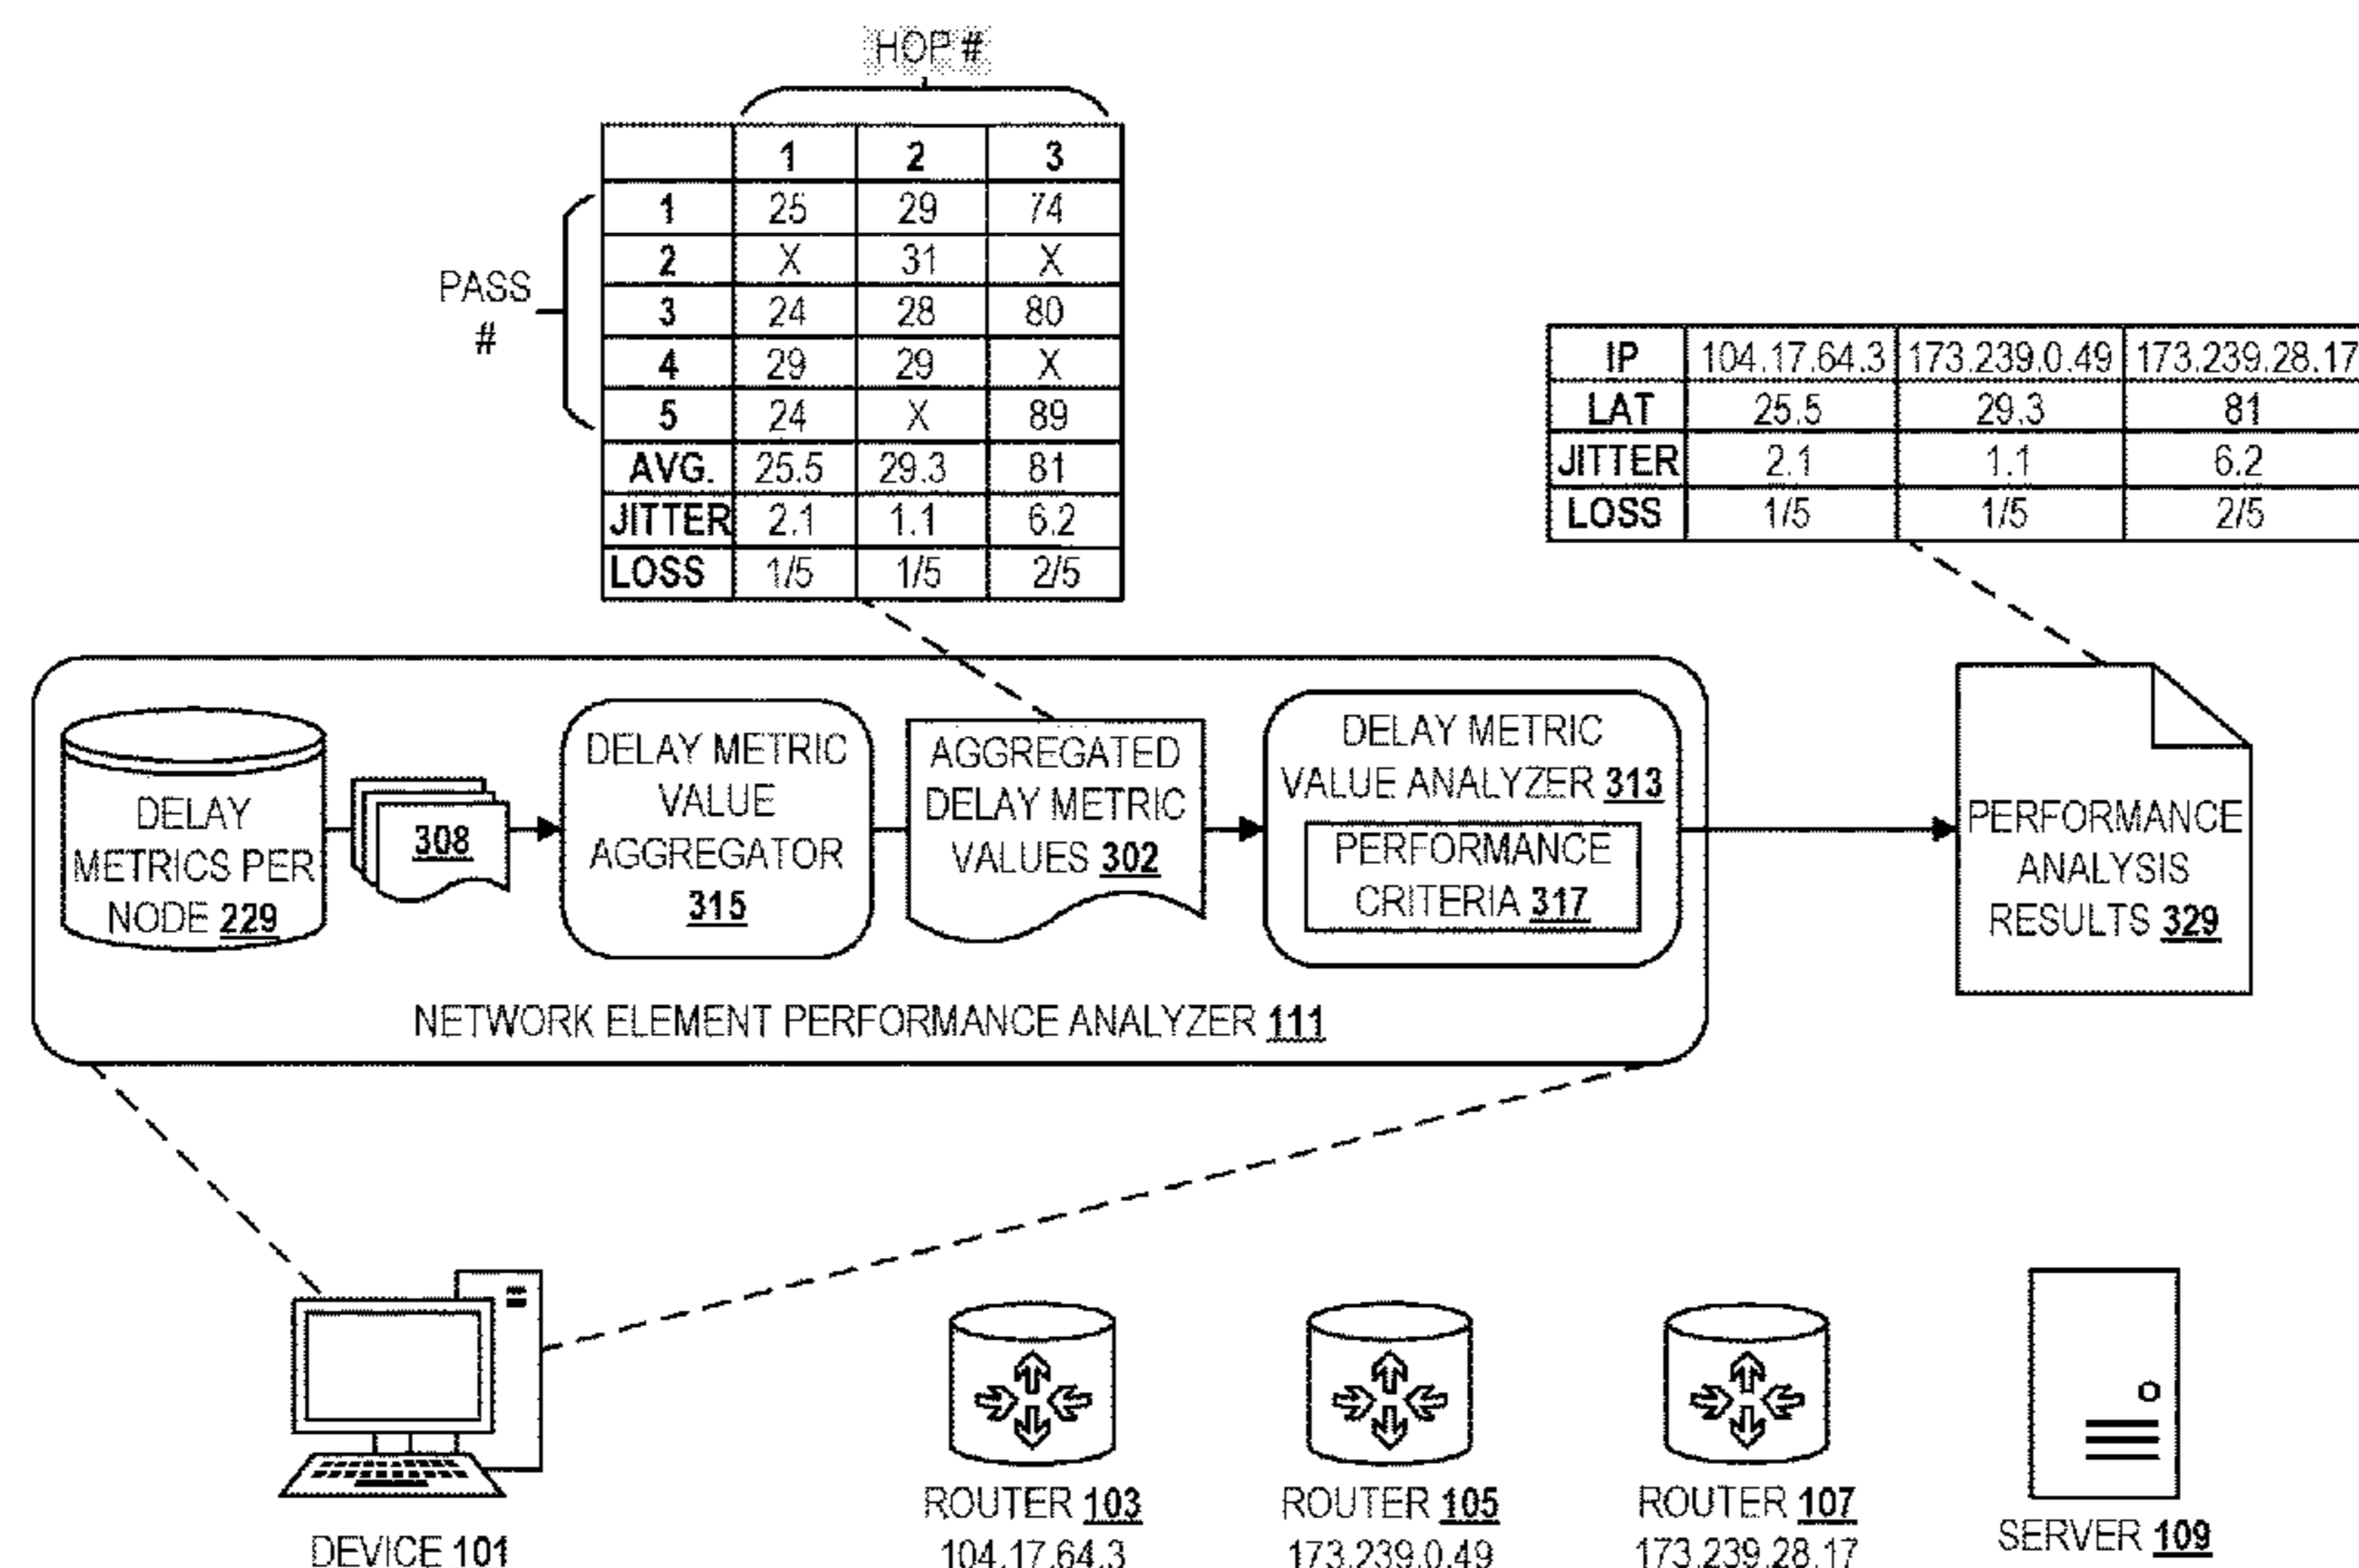 HOP #
1 2 3
1 25 29 74
2 X 31 X
3 24 28 80
4 29 29 X
5 24 X 89
AVG. 25.5 29.3 81
JITTER 2.1 1.1 6.2
LOSS 1/5 1/5 2/5
PASS
#
IP 104.17.64.3 173.239.0.49 173.239.28.17
LAT 25.5 29.3 81
JITTER 2.1 1.1 6.2
LOSS 1/5 1/5 2/5
DELAY
METRICS PER
NODE 229
308
DELAY METRIC
VALUE
AGGREGATOR
315
AGGREGATED
DELAY METRIC
VALUES 302
DELAY METRIC
VALUE ANALYZER 313
PERFORMANCE
CRITERIA 317
PERFORMANCE
ANALYSIS
RESULTS 329
NETWORK ELEMENT PERFORMANCE ANALYZER 111
DEVICE 101
ROUTER 103
104.17.64.3
ROUTER 105
173.239.0.49
ROUTER 107
173.239.28.17
SERVER 109